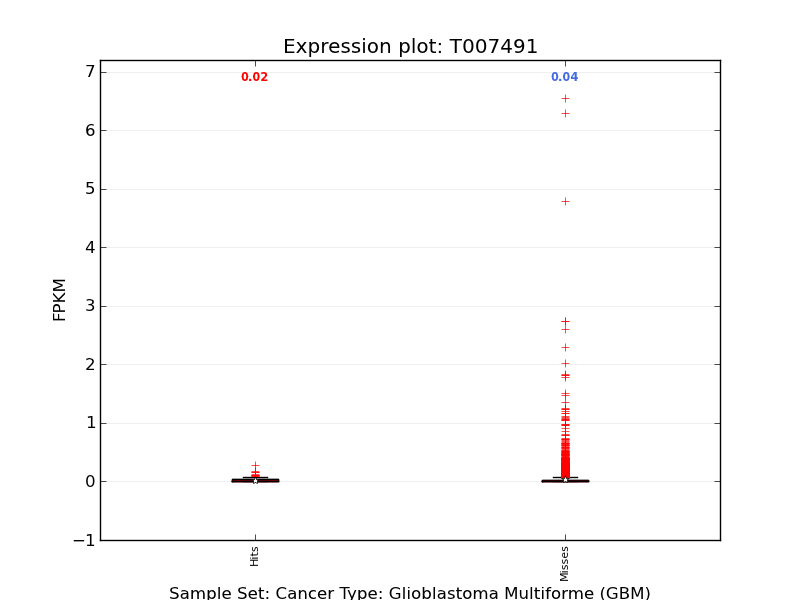 Expression plot: T007491
0.02
0.04
7
6
5
4
3
2
1
0
−1
FPKM
Hits
Misses
Sample Set: Cancer Type: Glioblastoma Multiforme (GBM)